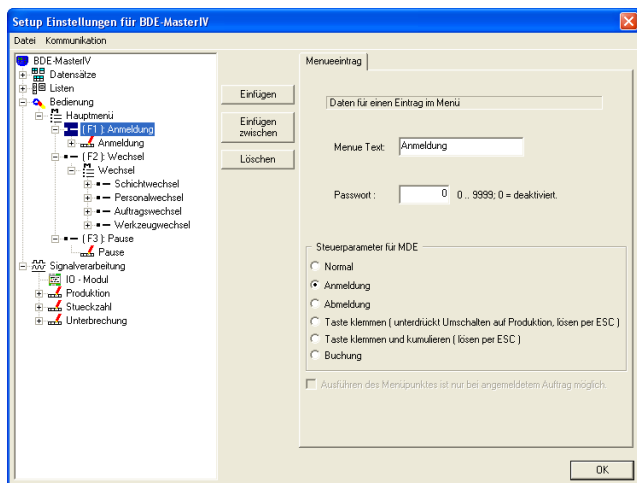 Setup Einstellungen für BDE-MasterIV
Datei Kommunikation
BDE-MasterIV
Datensätze
Listen
Bedienung
Hauptmenü
( F1 ): Anmeldung
Anmeldung
( F2 ): Wechsel
Wechsel
Schichtwechsel
Personalwechsel
Auftragswechsel
Werkzeugwechsel
( F3 ): Pause
Pause
Signalverarbeitung
IO - Modul
Produktion
Stueckzahl
Unterbrechung
Einfügen
Einfügen
zwischen
Löschen
Menueeintrag
Daten für einen Eintrag im Menü
Menue Text: Anmeldung
Passwort : 0 0 .. 9999; 0 = deaktiviert.
Steuerparameter für MDE
Normal
Anmeldung
Abmeldung
Taste klemmen ( unterdrückt Umschalten auf Produktion, lösen per ESC )
Taste klemmen und kumulieren ( lösen per ESC )
Buchung
Ausführen des Menüpunktes ist nur bei angemeldetem Auftrag möglich.
OK